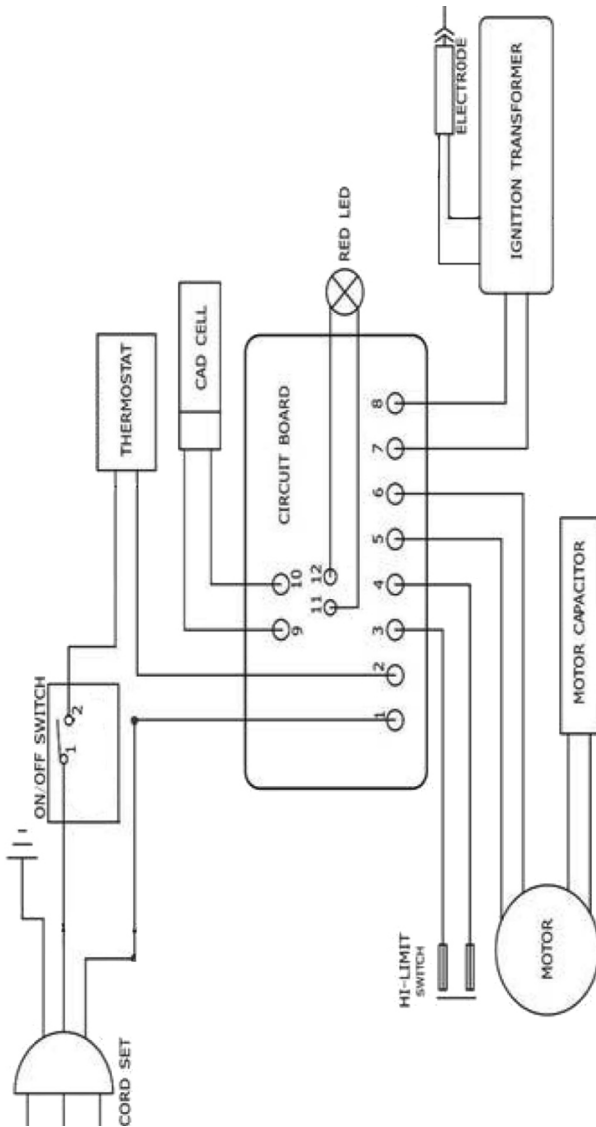 ELECTRODE
IGNITION TRANSFORMER
RED LED
CAD CELL
THERMOSTAT
CIRCUIT BOARD
8
7
6
5
4
3
2
1
10
9
12
11
ON/OFF SWITCH
2
1
MOTOR CAPACITOR
HI-LIMIT
SWITCH
MOTOR
CORD SET